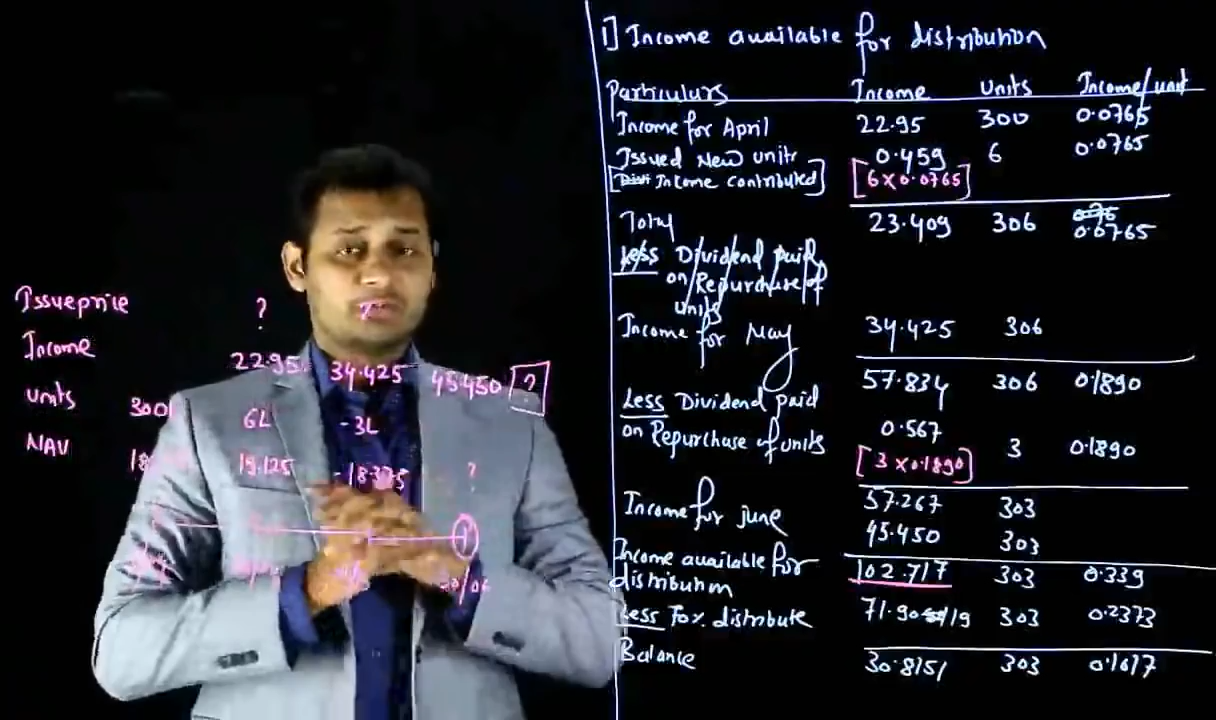 1] Income available for distribution
Particulars Income Units Income/unit
Income for April 22.95 300 0.0765
Issued New units 0.459 6 0.0765
[Income contributed] [6×0.0765]
Total 23.409 306 0.0765
Less Dividend paid
on Repurchase of
units
Income for May 34.425 306
57.834 306 0.1890
Less Dividend paid
on Repurchase of units 0.567 3 0.1890
[3×0.1890]
57.267 303
Income for june 45.450 303
Income available for
distribution 102.717 303 0.339
Less 70% distribute 71.9019 303 0.2373
Balance 30.8151 303 0.1017
Issue price ?
Income 22.95 34.425 45.450 ?
units 300 6L -3L
NAV 19.125 -18.375 ?
30/06